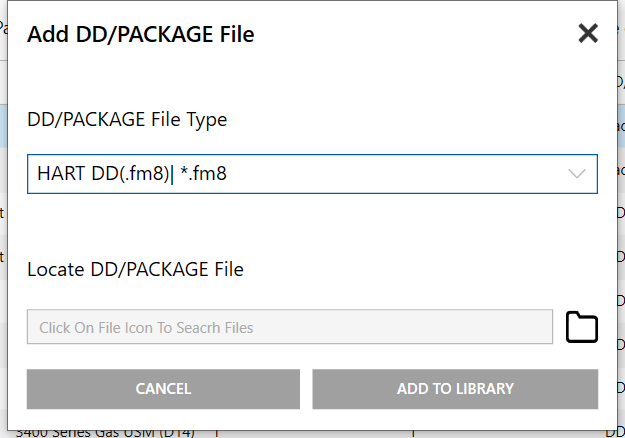 Add DD/PACKAGE File
DD/PACKAGE File Type
HART DD(.fm8)| *.fm8
Locate DD/PACKAGE File
Click On File Icon To Seacrh Files
CANCEL
ADD TO LIBRARY
3400 Series Gas USM (D14)
DD